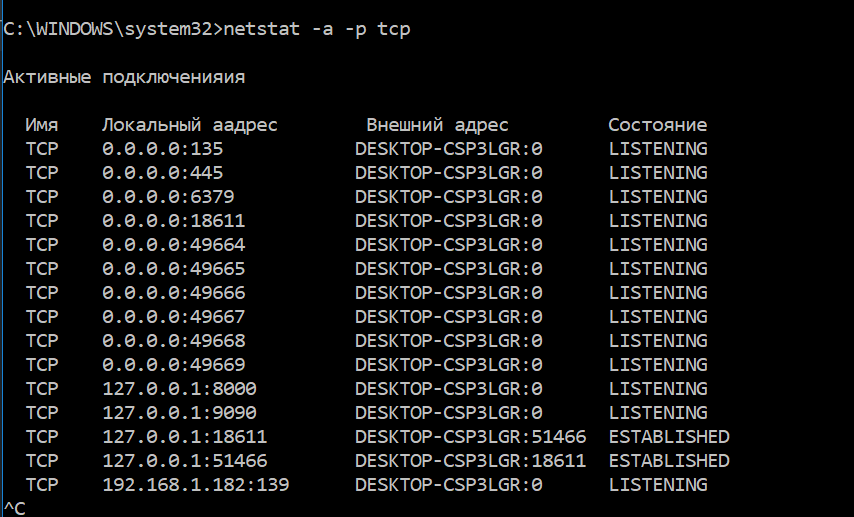 C:\WINDOWS\system32>netstat -a -p tcp
Активные подключенияия
Имя Локальный аадрес Внешний адрес Состояние
TCP 0.0.0.0:135 DESKTOP-CSP3LGR:0 LISTENING
TCP 0.0.0.0:445 DESKTOP-CSP3LGR:0 LISTENING
TCP 0.0.0.0:6379 DESKTOP-CSP3LGR:0 LISTENING
TCP 0.0.0.0:18611 DESKTOP-CSP3LGR:0 LISTENING
TCP 0.0.0.0:49664 DESKTOP-CSP3LGR:0 LISTENING
TCP 0.0.0.0:49665 DESKTOP-CSP3LGR:0 LISTENING
TCP 0.0.0.0:49666 DESKTOP-CSP3LGR:0 LISTENING
TCP 0.0.0.0:49667 DESKTOP-CSP3LGR:0 LISTENING
TCP 0.0.0.0:49668 DESKTOP-CSP3LGR:0 LISTENING
TCP 0.0.0.0:49669 DESKTOP-CSP3LGR:0 LISTENING
TCP 127.0.0.1:8000 DESKTOP-CSP3LGR:0 LISTENING
TCP 127.0.0.1:9090 DESKTOP-CSP3LGR:0 LISTENING
TCP 127.0.0.1:18611 DESKTOP-CSP3LGR:51466 ESTABLISHED
TCP 127.0.0.1:51466 DESKTOP-CSP3LGR:18611 ESTABLISHED
TCP 192.168.1.182:139 DESKTOP-CSP3LGR:0 LISTENING
^C